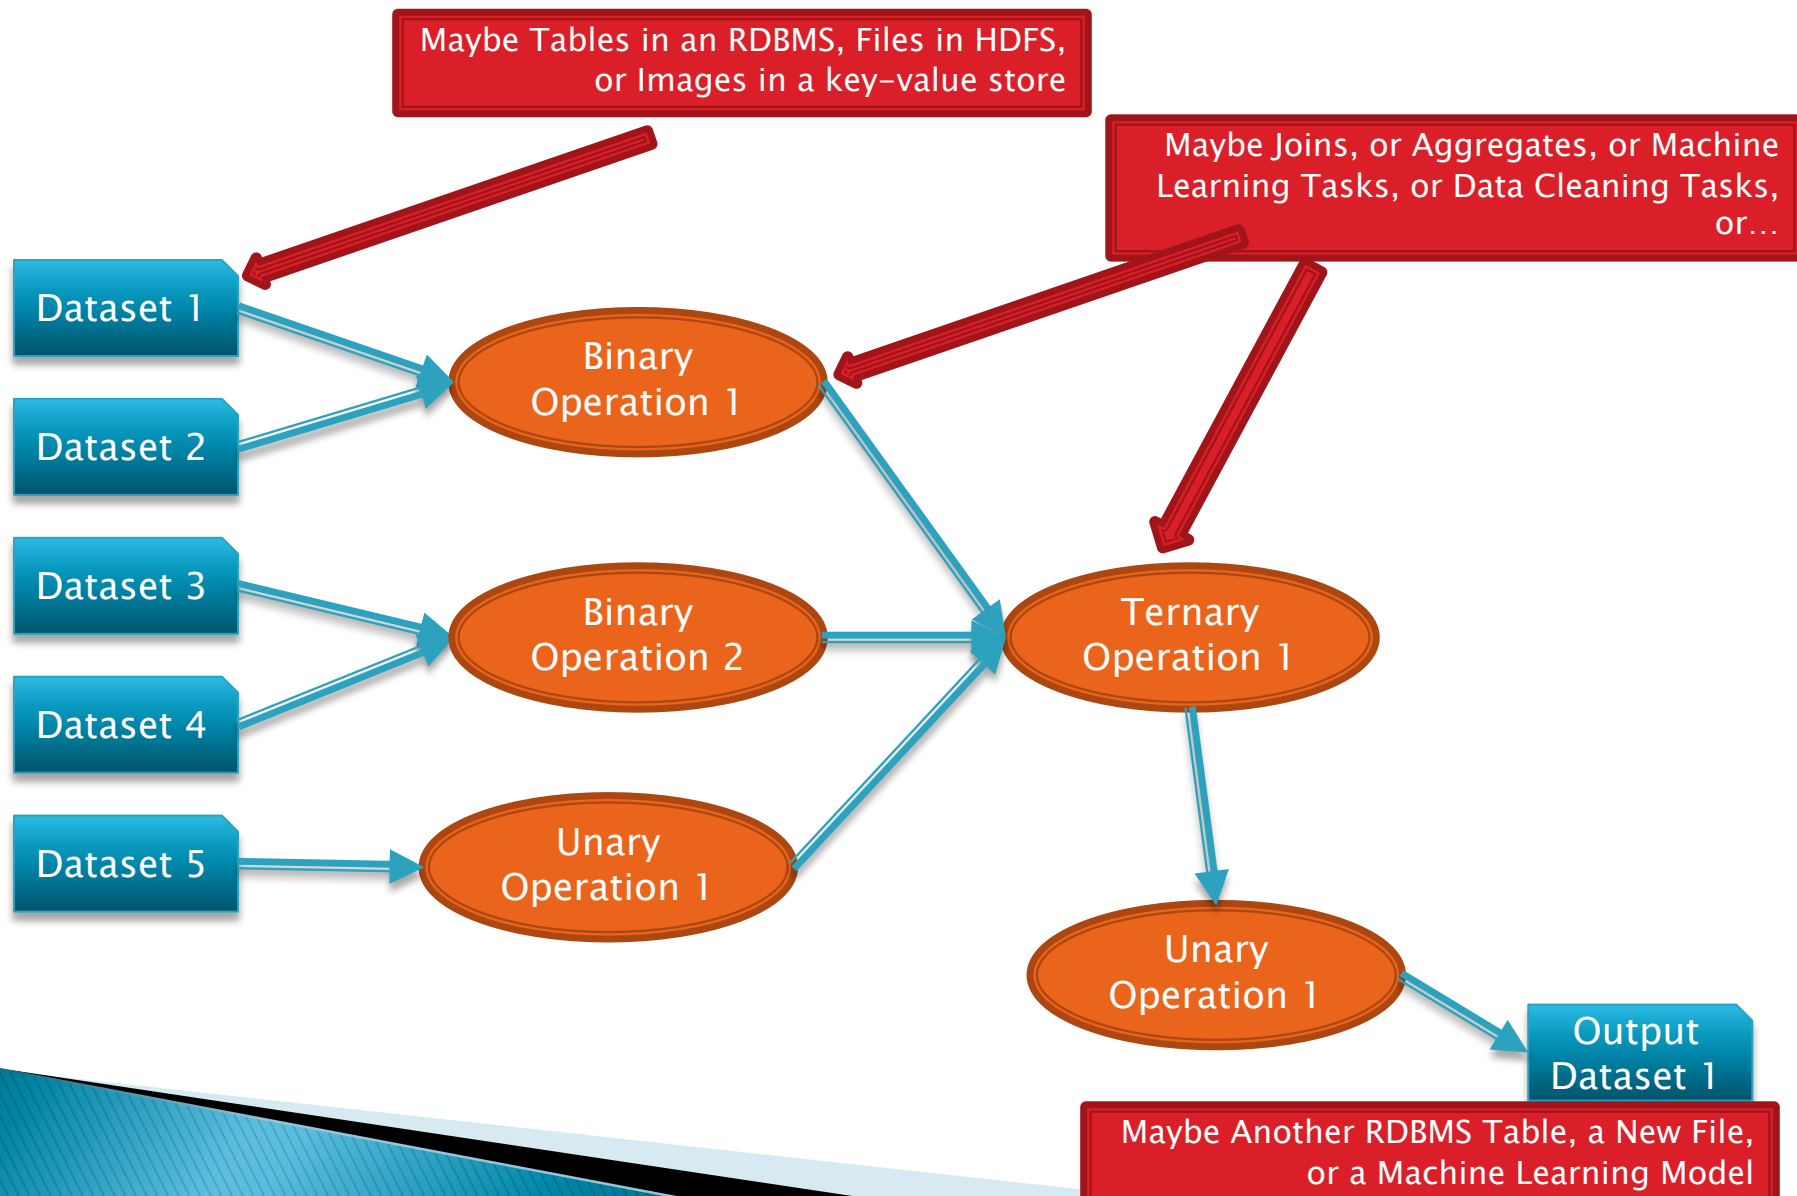 Maybe Tables in an RDBMS, Files in HDFS,
or Images in a key-value store
Maybe Joins, or Aggregates, or Machine
Learning Tasks, or Data Cleaning Tasks,
or...
Dataset 1
Binary
Operation 1
Dataset 2
Dataset 3
Binary
Operation 2
Ternary
Operation 1
Dataset 4
Dataset 5
Unary
Operation 1
Unary
Operation 1
Output
Dataset 1
Maybe Another RDBMS Table, a New File,
or a Machine Learning Model